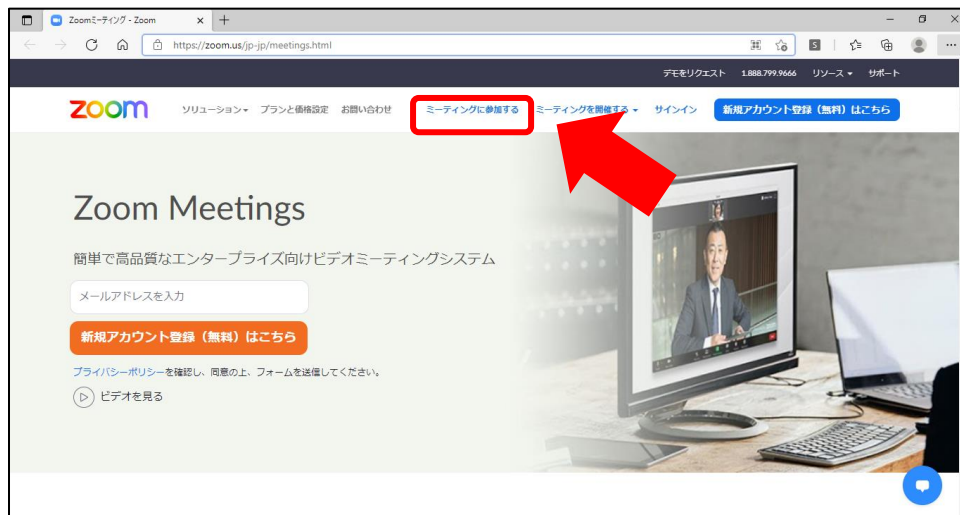 Zoomミーティング - Zoom
https://zoom.us/jp-jp/meetings.html
デモをリクエスト 1.888.799.9666 リソース サポート
zoom ソリューション プランと価格設定 お問い合わせ ミーティングに参加する ミーティングを開催する サインイン 新規アカウント登録（無料）はこちら
Zoom Meetings
簡単で高品質なエンタープライズ向けビデオミーティングシステム
メールアドレスを入力
新規アカウント登録（無料）はこちら
プライバシーポリシーを確認し、同意の上、フォームを送信してください。
ビデオを見る